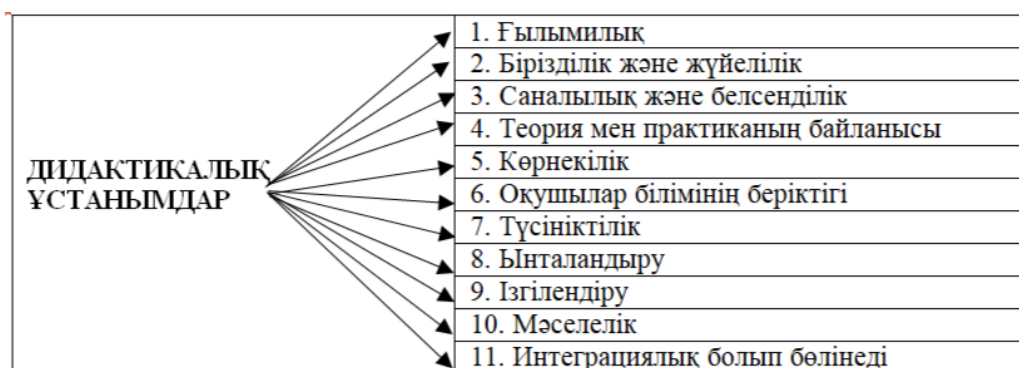 ДИДАКТИКАЛЫҚ
ҰСТАНЫМДАР
1. Ғылымилық
2. Бірізділік және жүйелілік
3. Саналылық және белсенділік
4. Теория мен практиканың байланысы
5. Көрнекілік
6. Оқушылар білімінің беріктігі
7. Түсініктілік
8. Ынталандыру
9. Ізгілендіру
10. Мәселелік
11. Интеграциялық болып бөлінеді